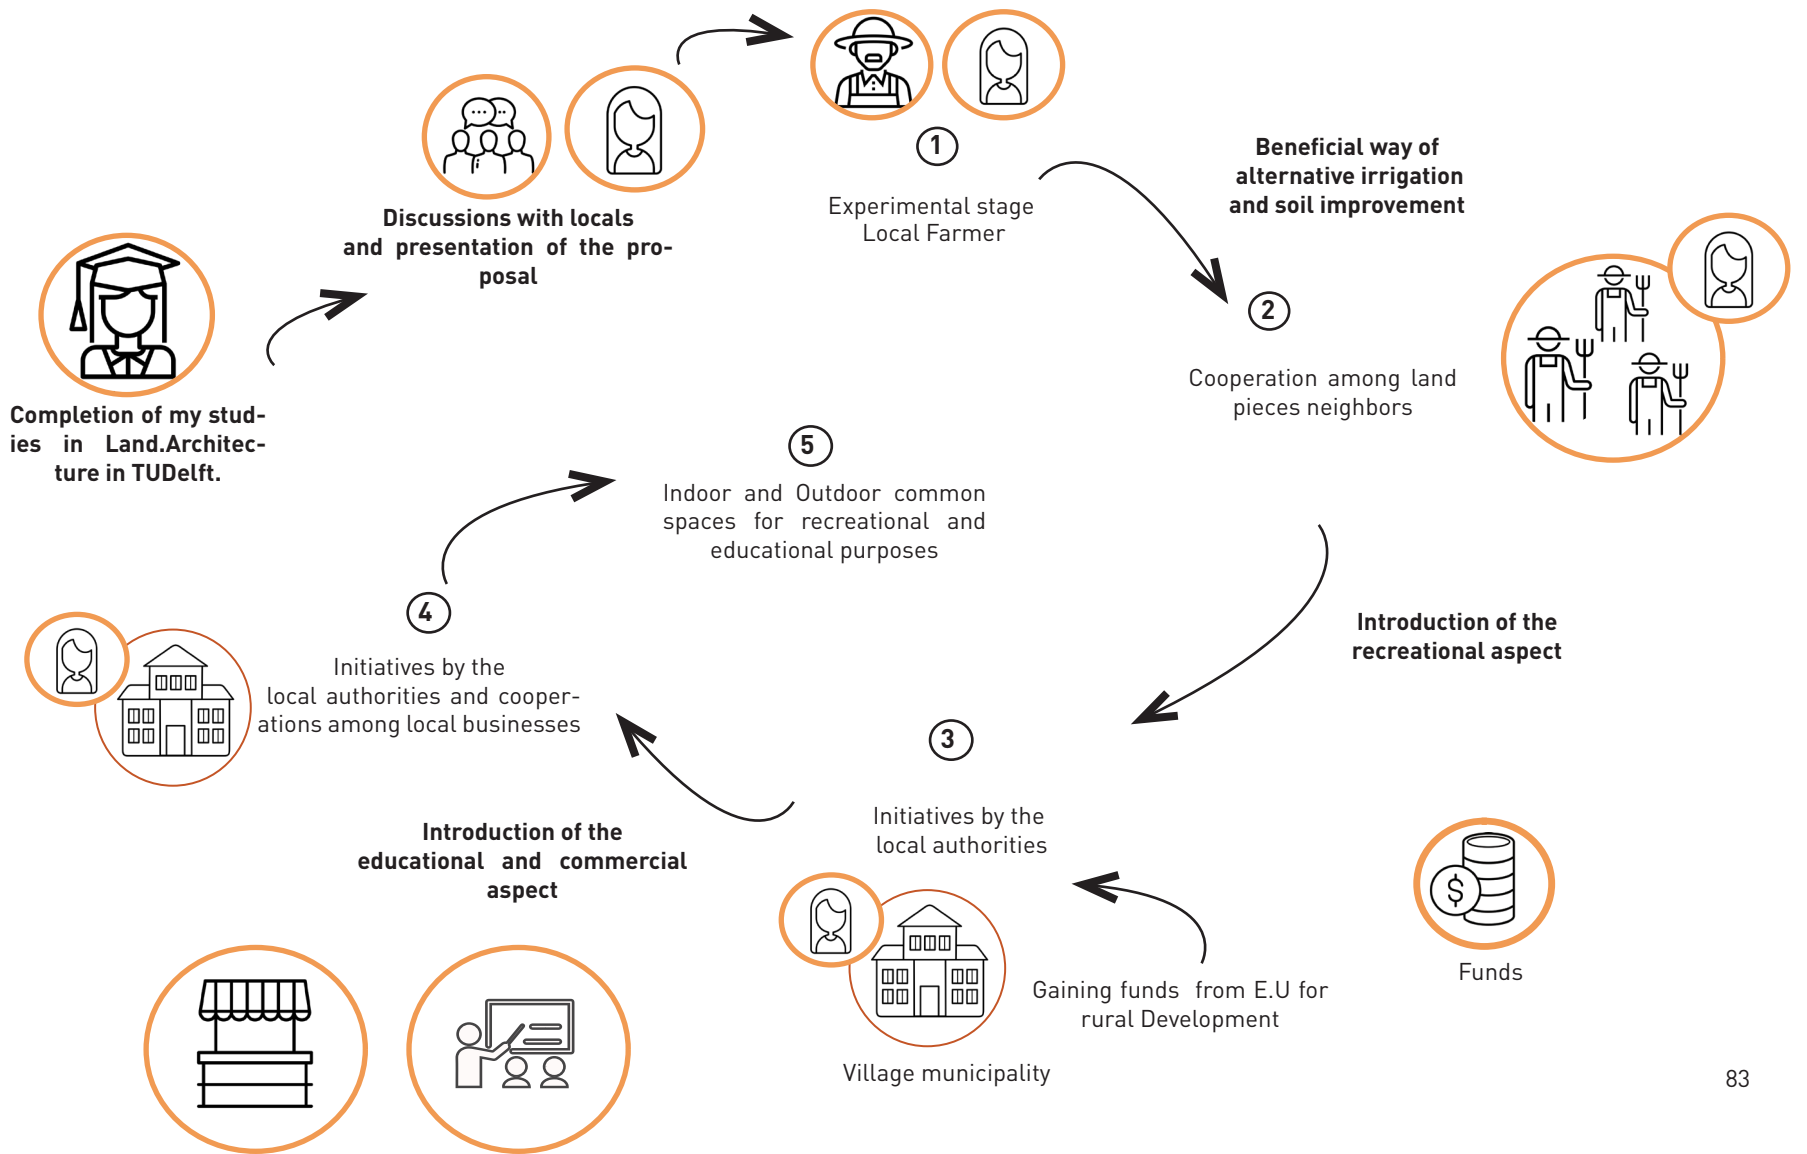 Completion of my stud-
ies in Land.Architec-
ture in TUDelft.
Discussions with locals
and presentation of the pro-
posal
1
Experimental stage
Local Farmer
Beneficial way of
alternative irrigation
and soil improvement
2
Cooperation among land
pieces neighbors
Introduction of the
recreational aspect
3
Initiatives by the
local authorities
Village municipality
Gaining funds from E.U for
rural Development
$
Funds
Introduction of the
educational and commercial
aspect
4
Initiatives by the
local authorities and cooper-
ations among local businesses
5
Indoor and Outdoor common
spaces for recreational and
educational purposes
83